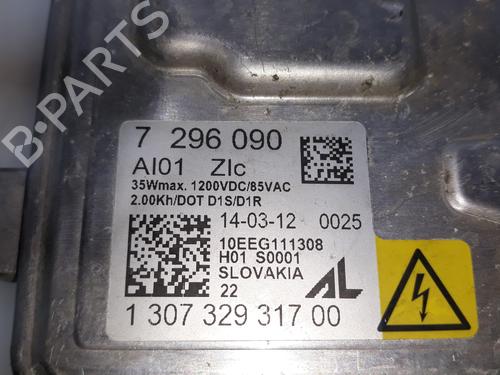 B-PARTS
7 296 090
AI01 ZIc
35Wmax. 1200VDC/85VAC
2.00Kh/DOT D1S/D1R
14-03-12 0025
10EEG111308
H01 S0001
SLOVAKIA
22
AL
1 307 329 317 00